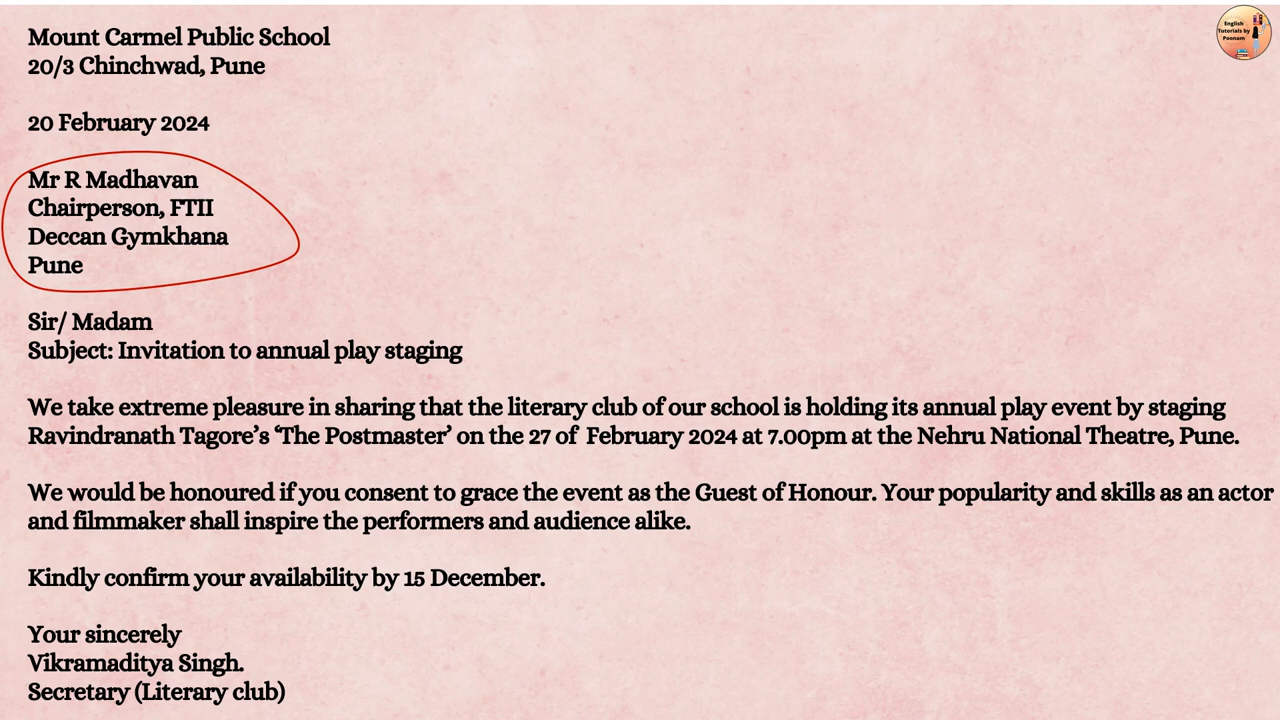 Mount Carmel Public School
20/3 Chinchwad, Pune
20 February 2024
Mr R Madhavan
Chairperson, FTII
Deccan Gymkhana
Pune
Sir/ Madam
Subject: Invitation to annual play staging
We take extreme pleasure in sharing that the literary club of our school is holding its annual play event by staging
Ravindranath Tagore's 'The Postmaster' on the 27 of February 2024 at 7.00pm at the Nehru National Theatre, Pune.
We would be honoured if you consent to grace the event as the Guest of Honour. Your popularity and skills as an actor
and filmmaker shall inspire the performers and audience alike.
Kindly confirm your availability by 15 December.
Your sincerely
Vikramaditya Singh.
Secretary (Literary club)
English
Tutorials by
Poonam